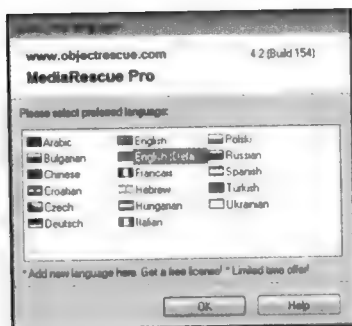 www.objectrescue.com 4.2 (Build 154)
MediaRescue Pro
Please select preferred language:
Arabic
Bulgarian
Chinese
Croatian
Czech
Deutsch
English
English (Defa
Francais
Hebrew
Hungarian
Italian
Polski
Russian
Spanish
Turkish
Ukrainian
* Add new language here. Get a free license! * Limited time offer!
OK Help